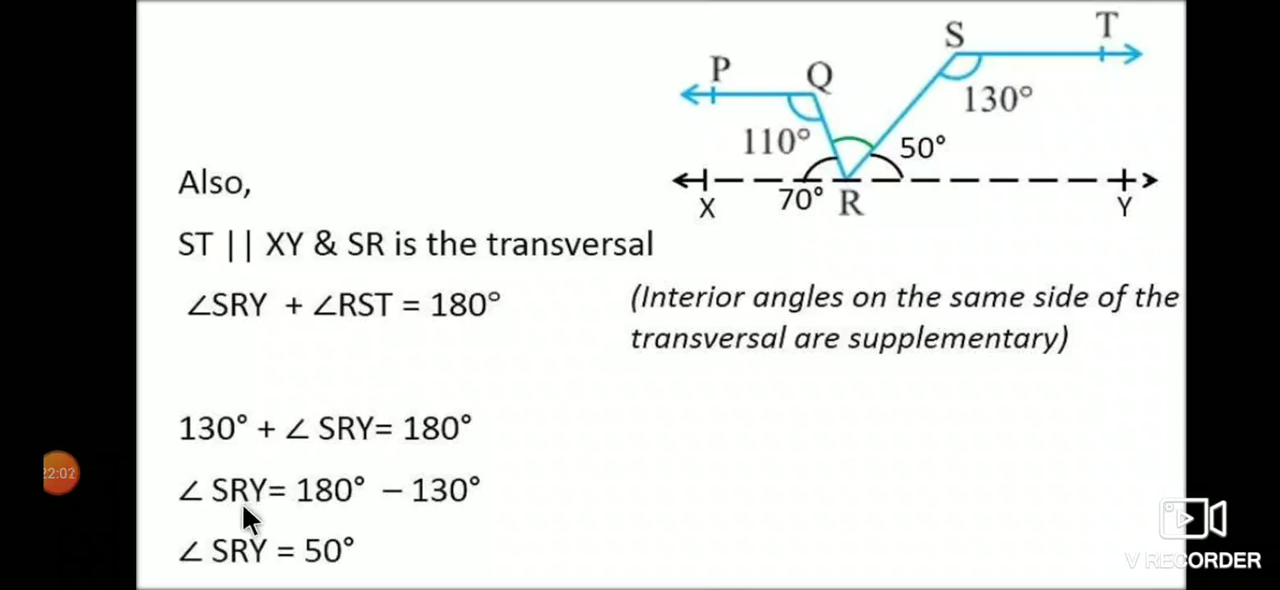 S T
P Q
130°
110° 50°
Also,
70° R
X Y
ST || XY & SR is the transversal
∠SRY + ∠RST = 180°
(Interior angles on the same side of the
transversal are supplementary)
130° + ∠ SRY= 180°
22:02
∠ SRY= 180° – 130°
∠ SRY = 50°
V RECORDER